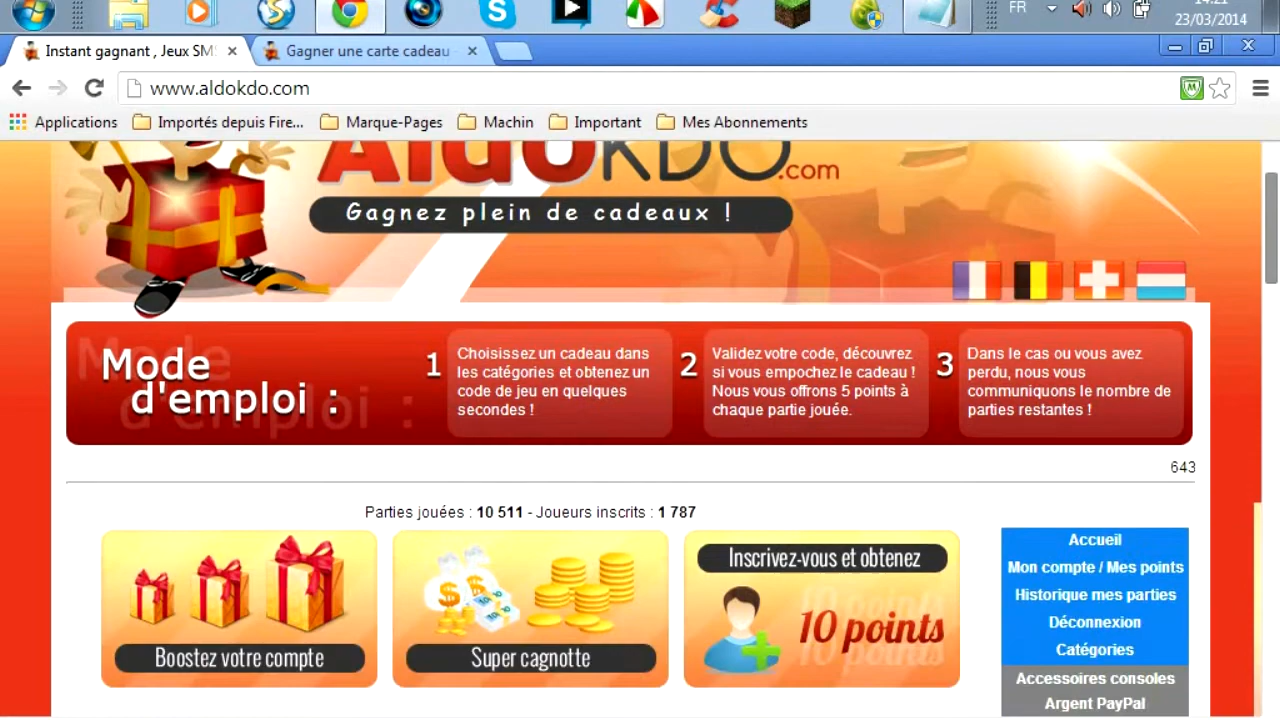 FR
14:21
23/03/2014
Instant gagnant , Jeux SMS
Gagner une carte cadeau
www.aldokdo.com
Applications
Importés depuis Fire...
Marque-Pages
Machin
Important
Mes Abonnements
AldoKDO.com
Gagnez plein de cadeaux !
Mode
d'emploi :
1
Choisissez un cadeau dans
les catégories et obtenez un
code de jeu en quelques
secondes !
2
Validez votre code, découvrez
si vous empochez le cadeau !
Nous vous offrons 5 points à
chaque partie jouée.
3
Dans le cas ou vous avez
perdu, nous vous
communiquons le nombre de
parties restantes !
643
Parties jouées : 10 511 - Joueurs inscrits : 1 787
Boostez votre compte
Super cagnotte
Inscrivez-vous et obtenez
10 points
Accueil
Mon compte / Mes points
Historique mes parties
Déconnexion
Catégories
Accessoires consoles
Argent PayPal